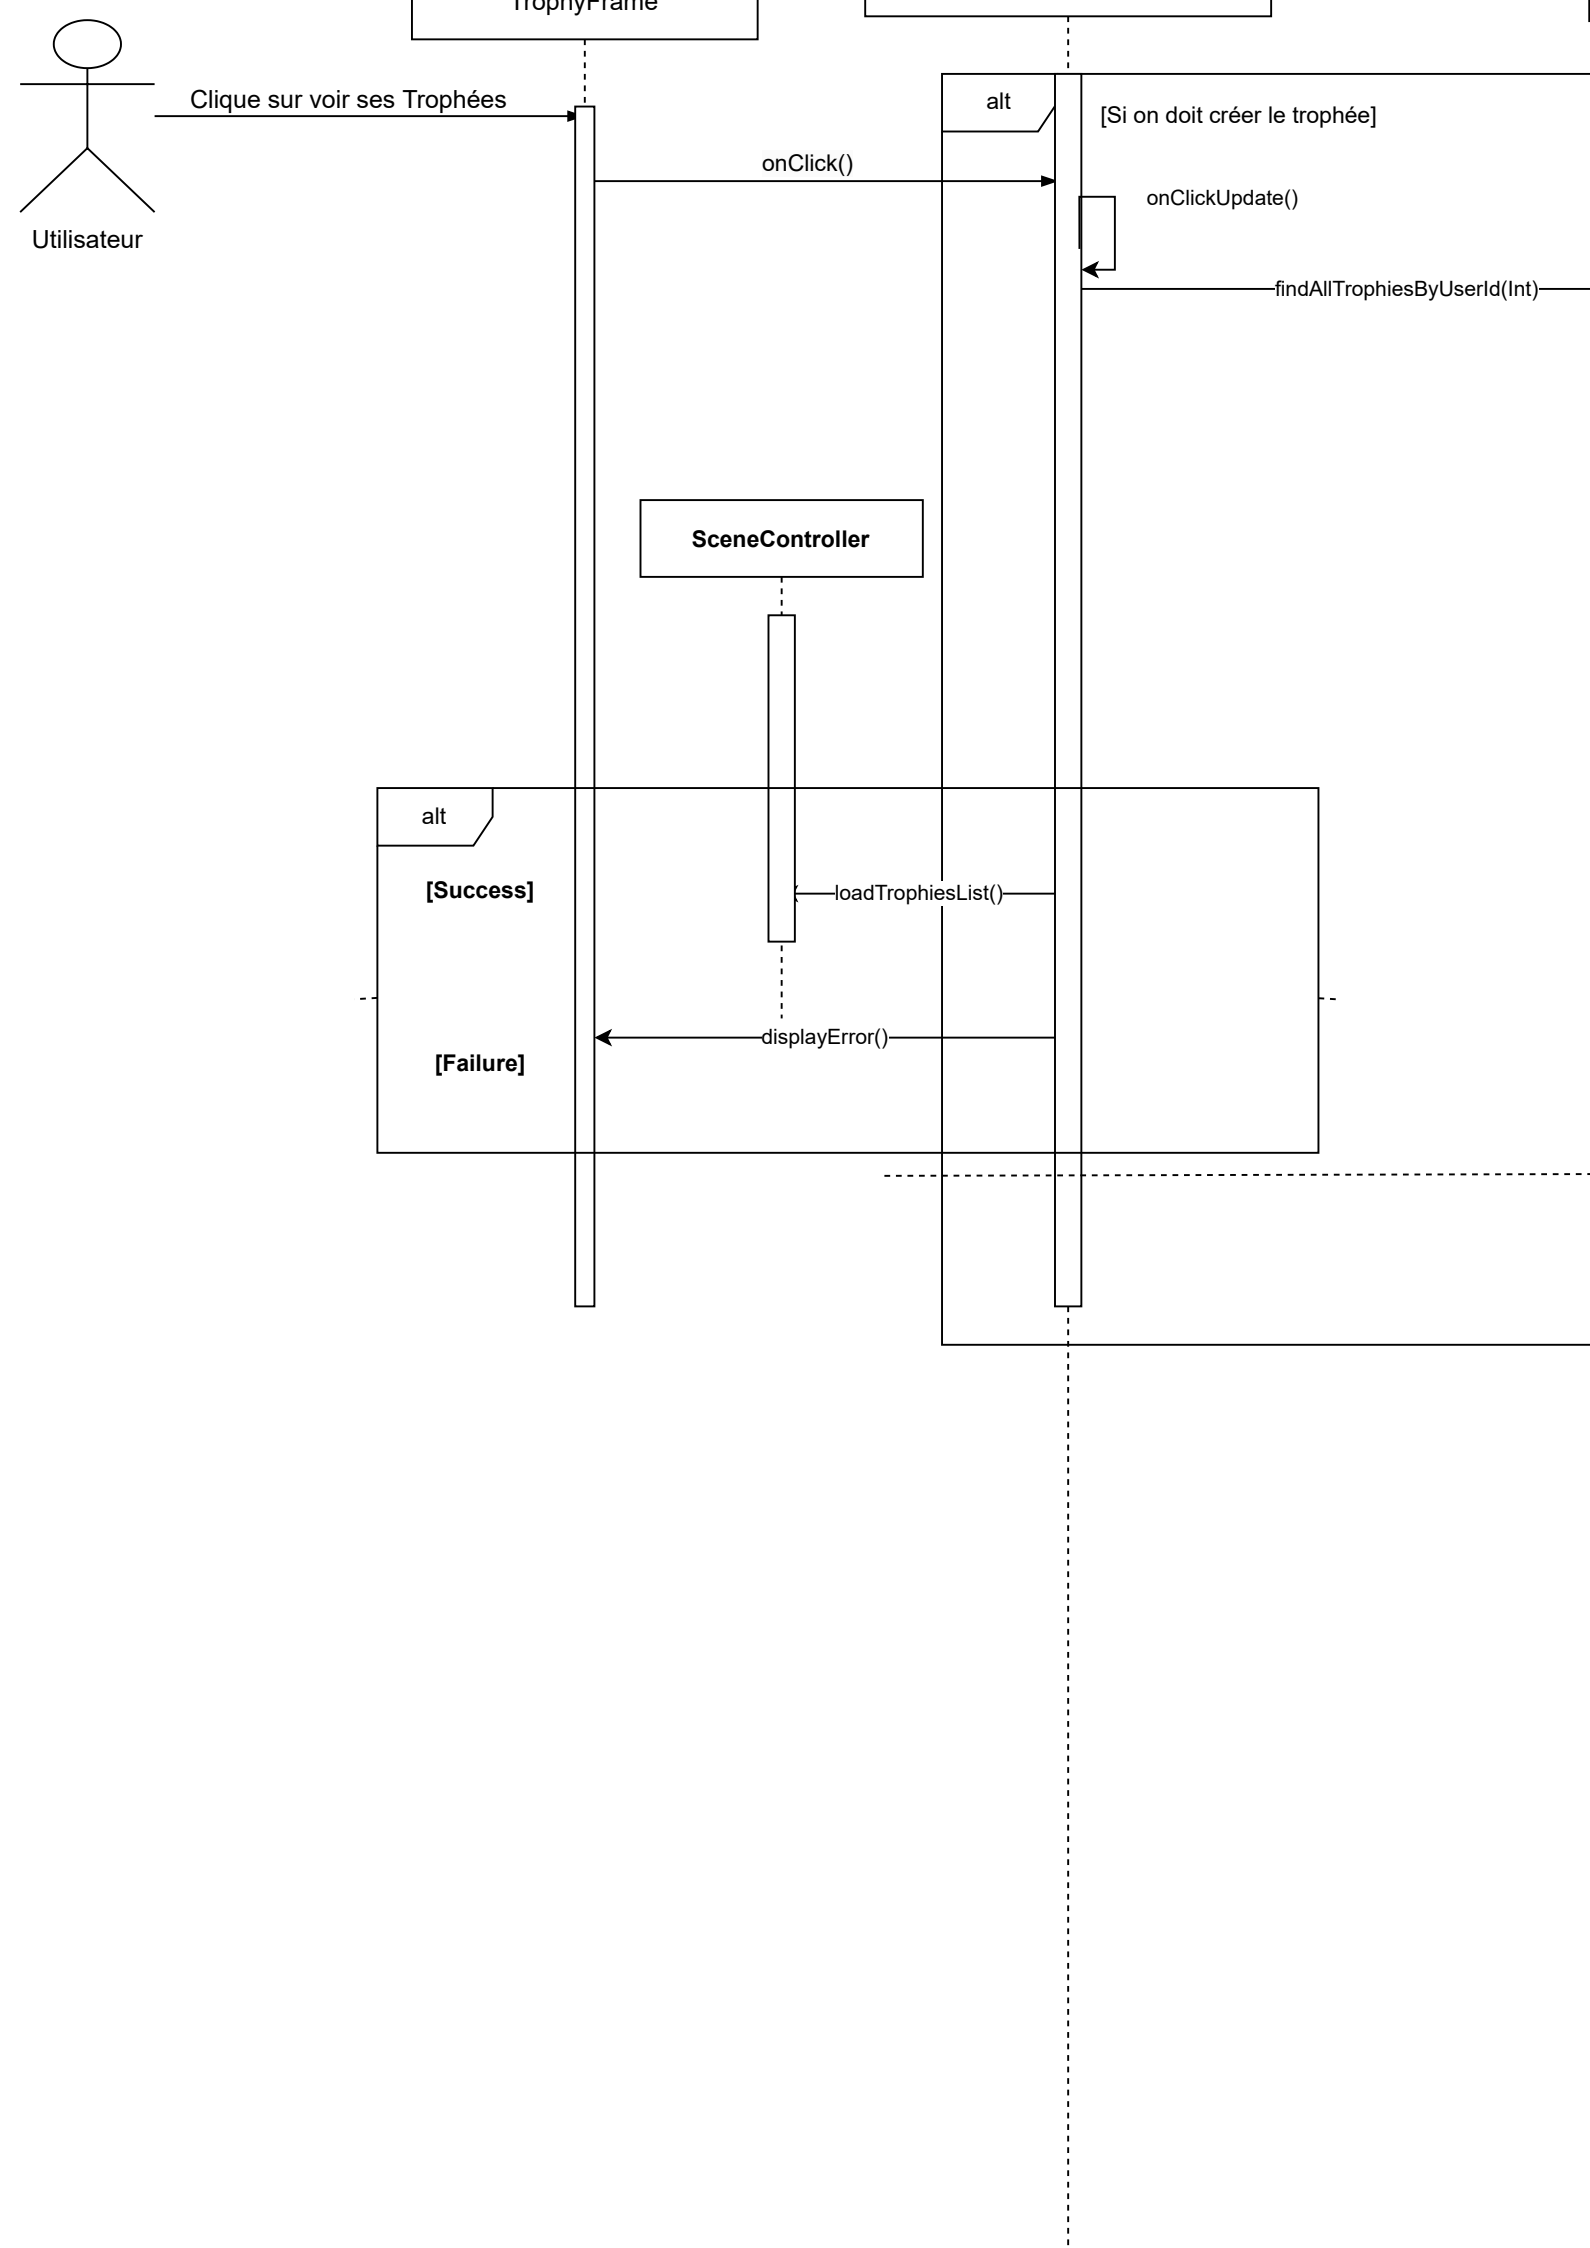 TrophyFrame
Clique sur voir ses Trophées
alt
[Si on doit créer le trophée]
onClick()
onClickUpdate()
Utilisateur
findAllTrophiesByUserId(Int)
SceneController
alt
[Success]
loadTrophiesList()
displayError()
[Failure]